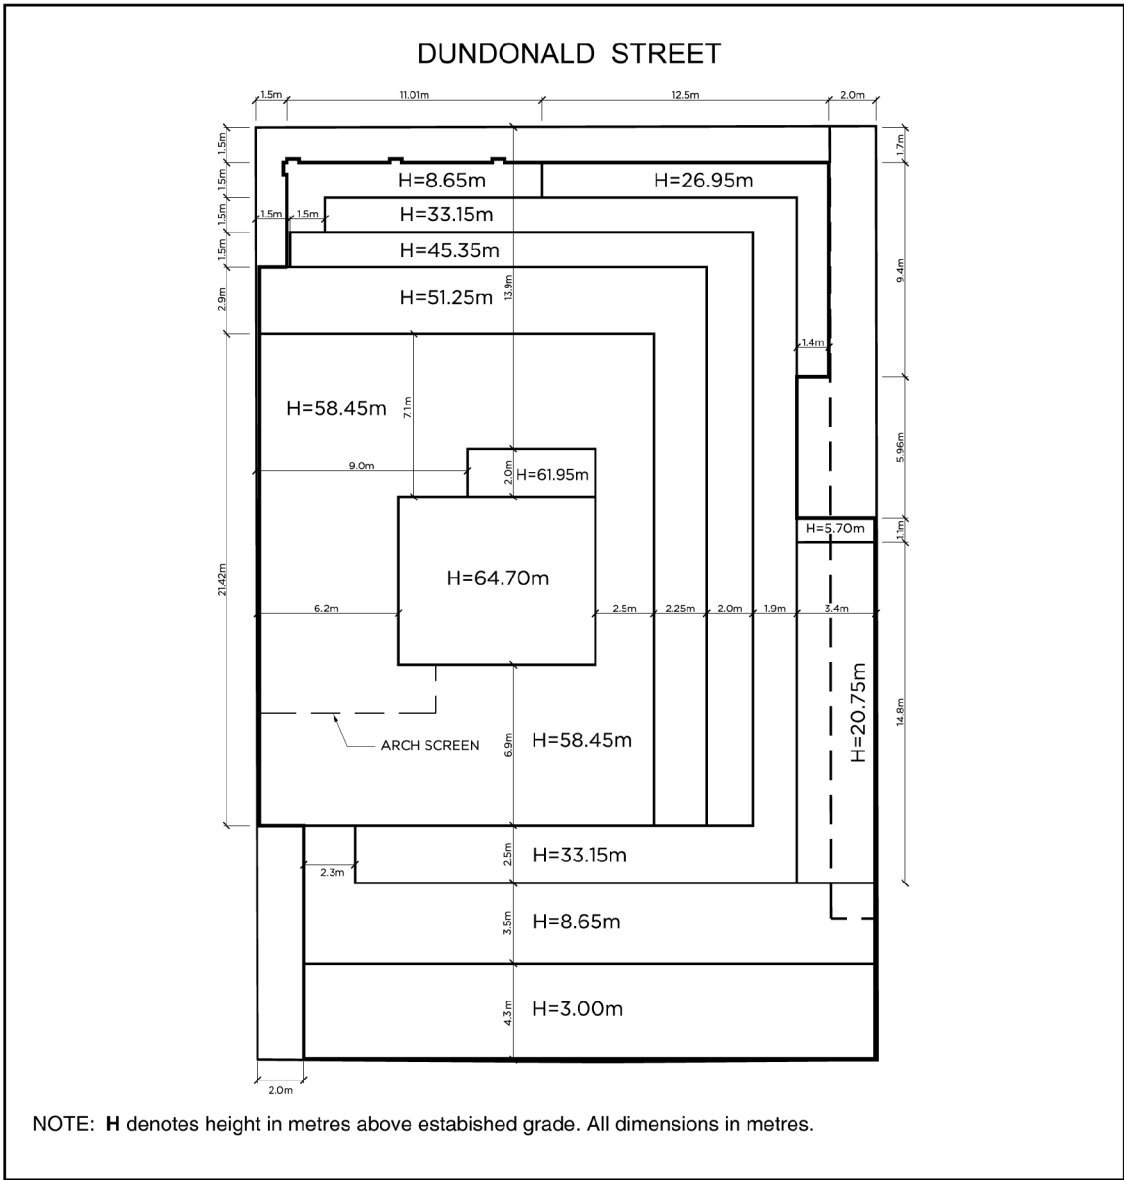 DUNDONALD STREET
1.5m
11.01m
12.5m
2.0m
1.5m
1.7m
1.5m
H=8.65m
H=26.95m
1.5m
1.5m
1.5m
H=33.15m
1.5m
H=45.35m
9.4m
2.9m
H=51.25m
13.9m
1.4m
H=58.45m
7.1m
5.96m
9.0m
2.0m
H=61.95m
H=5.70m
1.1m
H=64.70m
21.42m
6.2m
2.5m
2.25m
2.0m
1.9m
3.4m
H=20.75m
14.8m
ARCH SCREEN
6.9m
H=58.45m
2.5m
H=33.15m
2.3m
3.5m
H=8.65m
4.3m
H=3.00m
2.0m
NOTE: H denotes height in metres above estabished grade. All dimensions in metres.